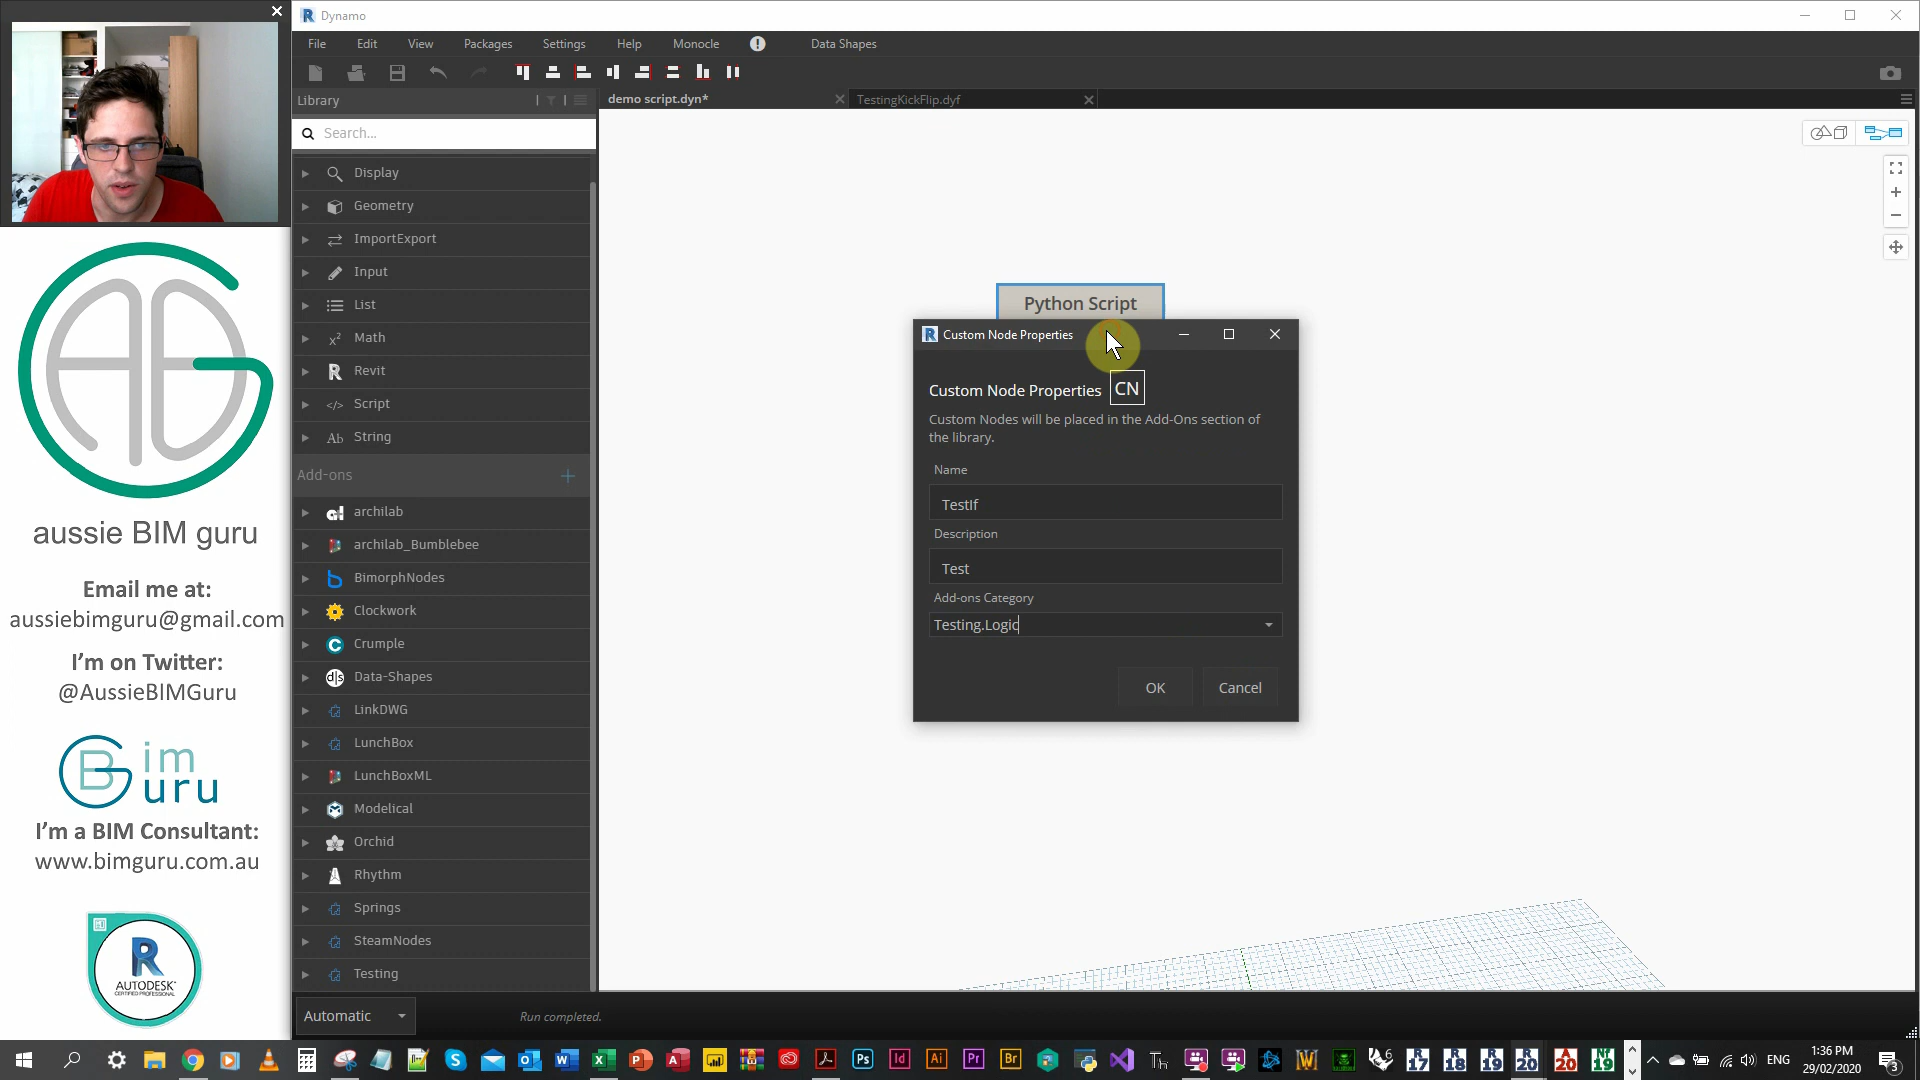 Dynamo
File Edit View Packages Settings Help Monocle Data Shapes
Library
demo script.dyn*
TestingKickFlip.dyf
Search...
Display
Geometry
ImportExport
Input
List
Math
Revit
Script
String
Add-ons
archilab
archilab_Bumblebee
BimorphNodes
Clockwork
Crumple
Data-Shapes
LinkDWG
LunchBox
LunchBoxML
Modelical
Orchid
Rhythm
Springs
SteamNodes
Testing
Automatic
Run completed.
Python Script
Custom Node Properties
Custom Node Properties CN
Custom Nodes will be placed in the Add-Ons section of
the library.
Name
TestIf
Description
Test
Add-ons Category
Testing.Logic
OK Cancel
aussie BIM guru
Email me at:
aussiebimguru@gmail.com
I'm on Twitter:
@AussieBIMGuru
BG im uru
I'm a BIM Consultant:
www.bimguru.com.au
R
AUTODESK
CERTIFIED PROFESSIONAL
ENG
1:36 PM
29/02/2020